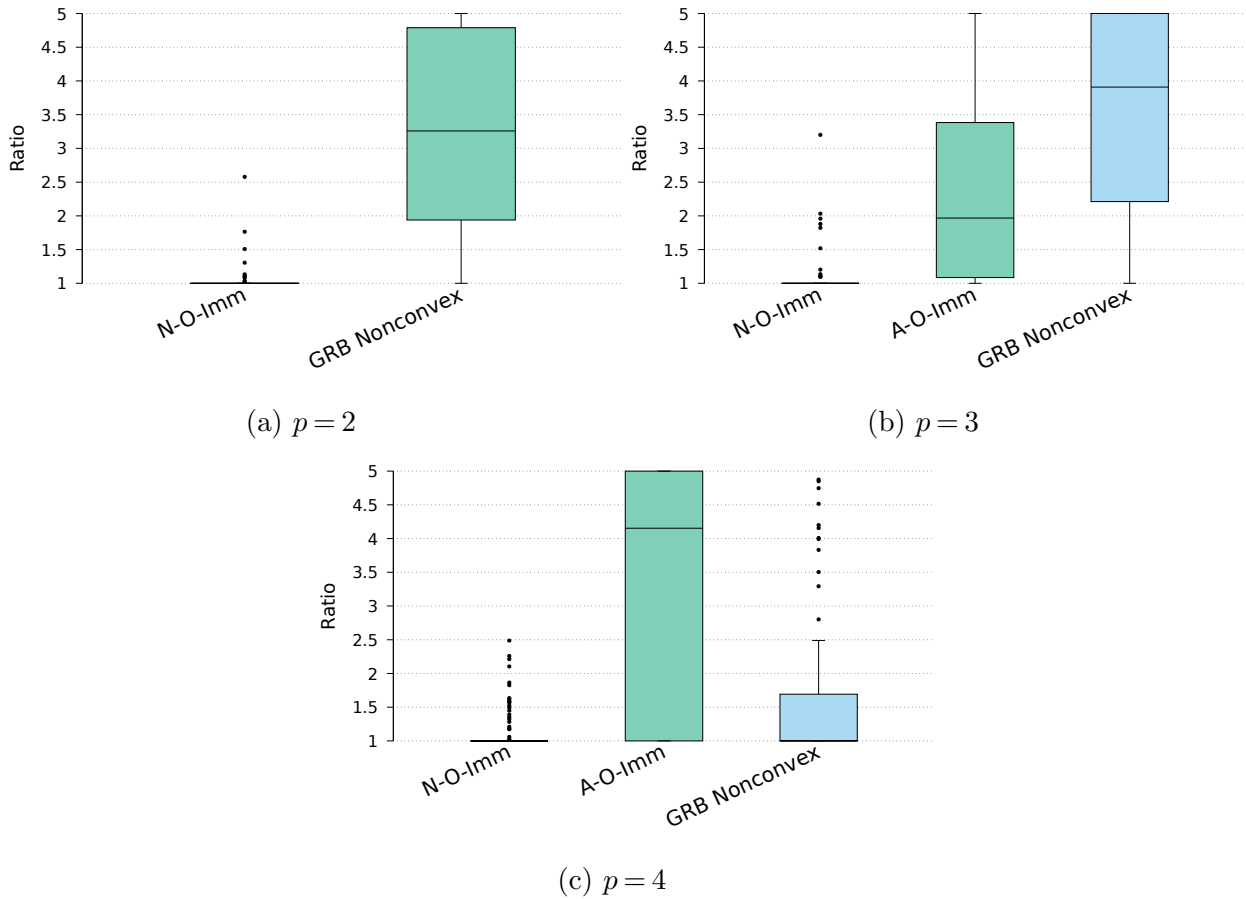 5
4.5
4
3.5
3
2.5
2
1.5
1
Ratio
N-O-Imm
GRB Nonconvex
(a) p = 2
5
4.5
4
3.5
3
2.5
2
1.5
1
Ratio
N-O-Imm
A-O-Imm
GRB Nonconvex
(b) p = 3
5
4.5
4
3.5
3
2.5
2
1.5
1
Ratio
N-O-Imm
A-O-Imm
GRB Nonconvex
(c) p = 4